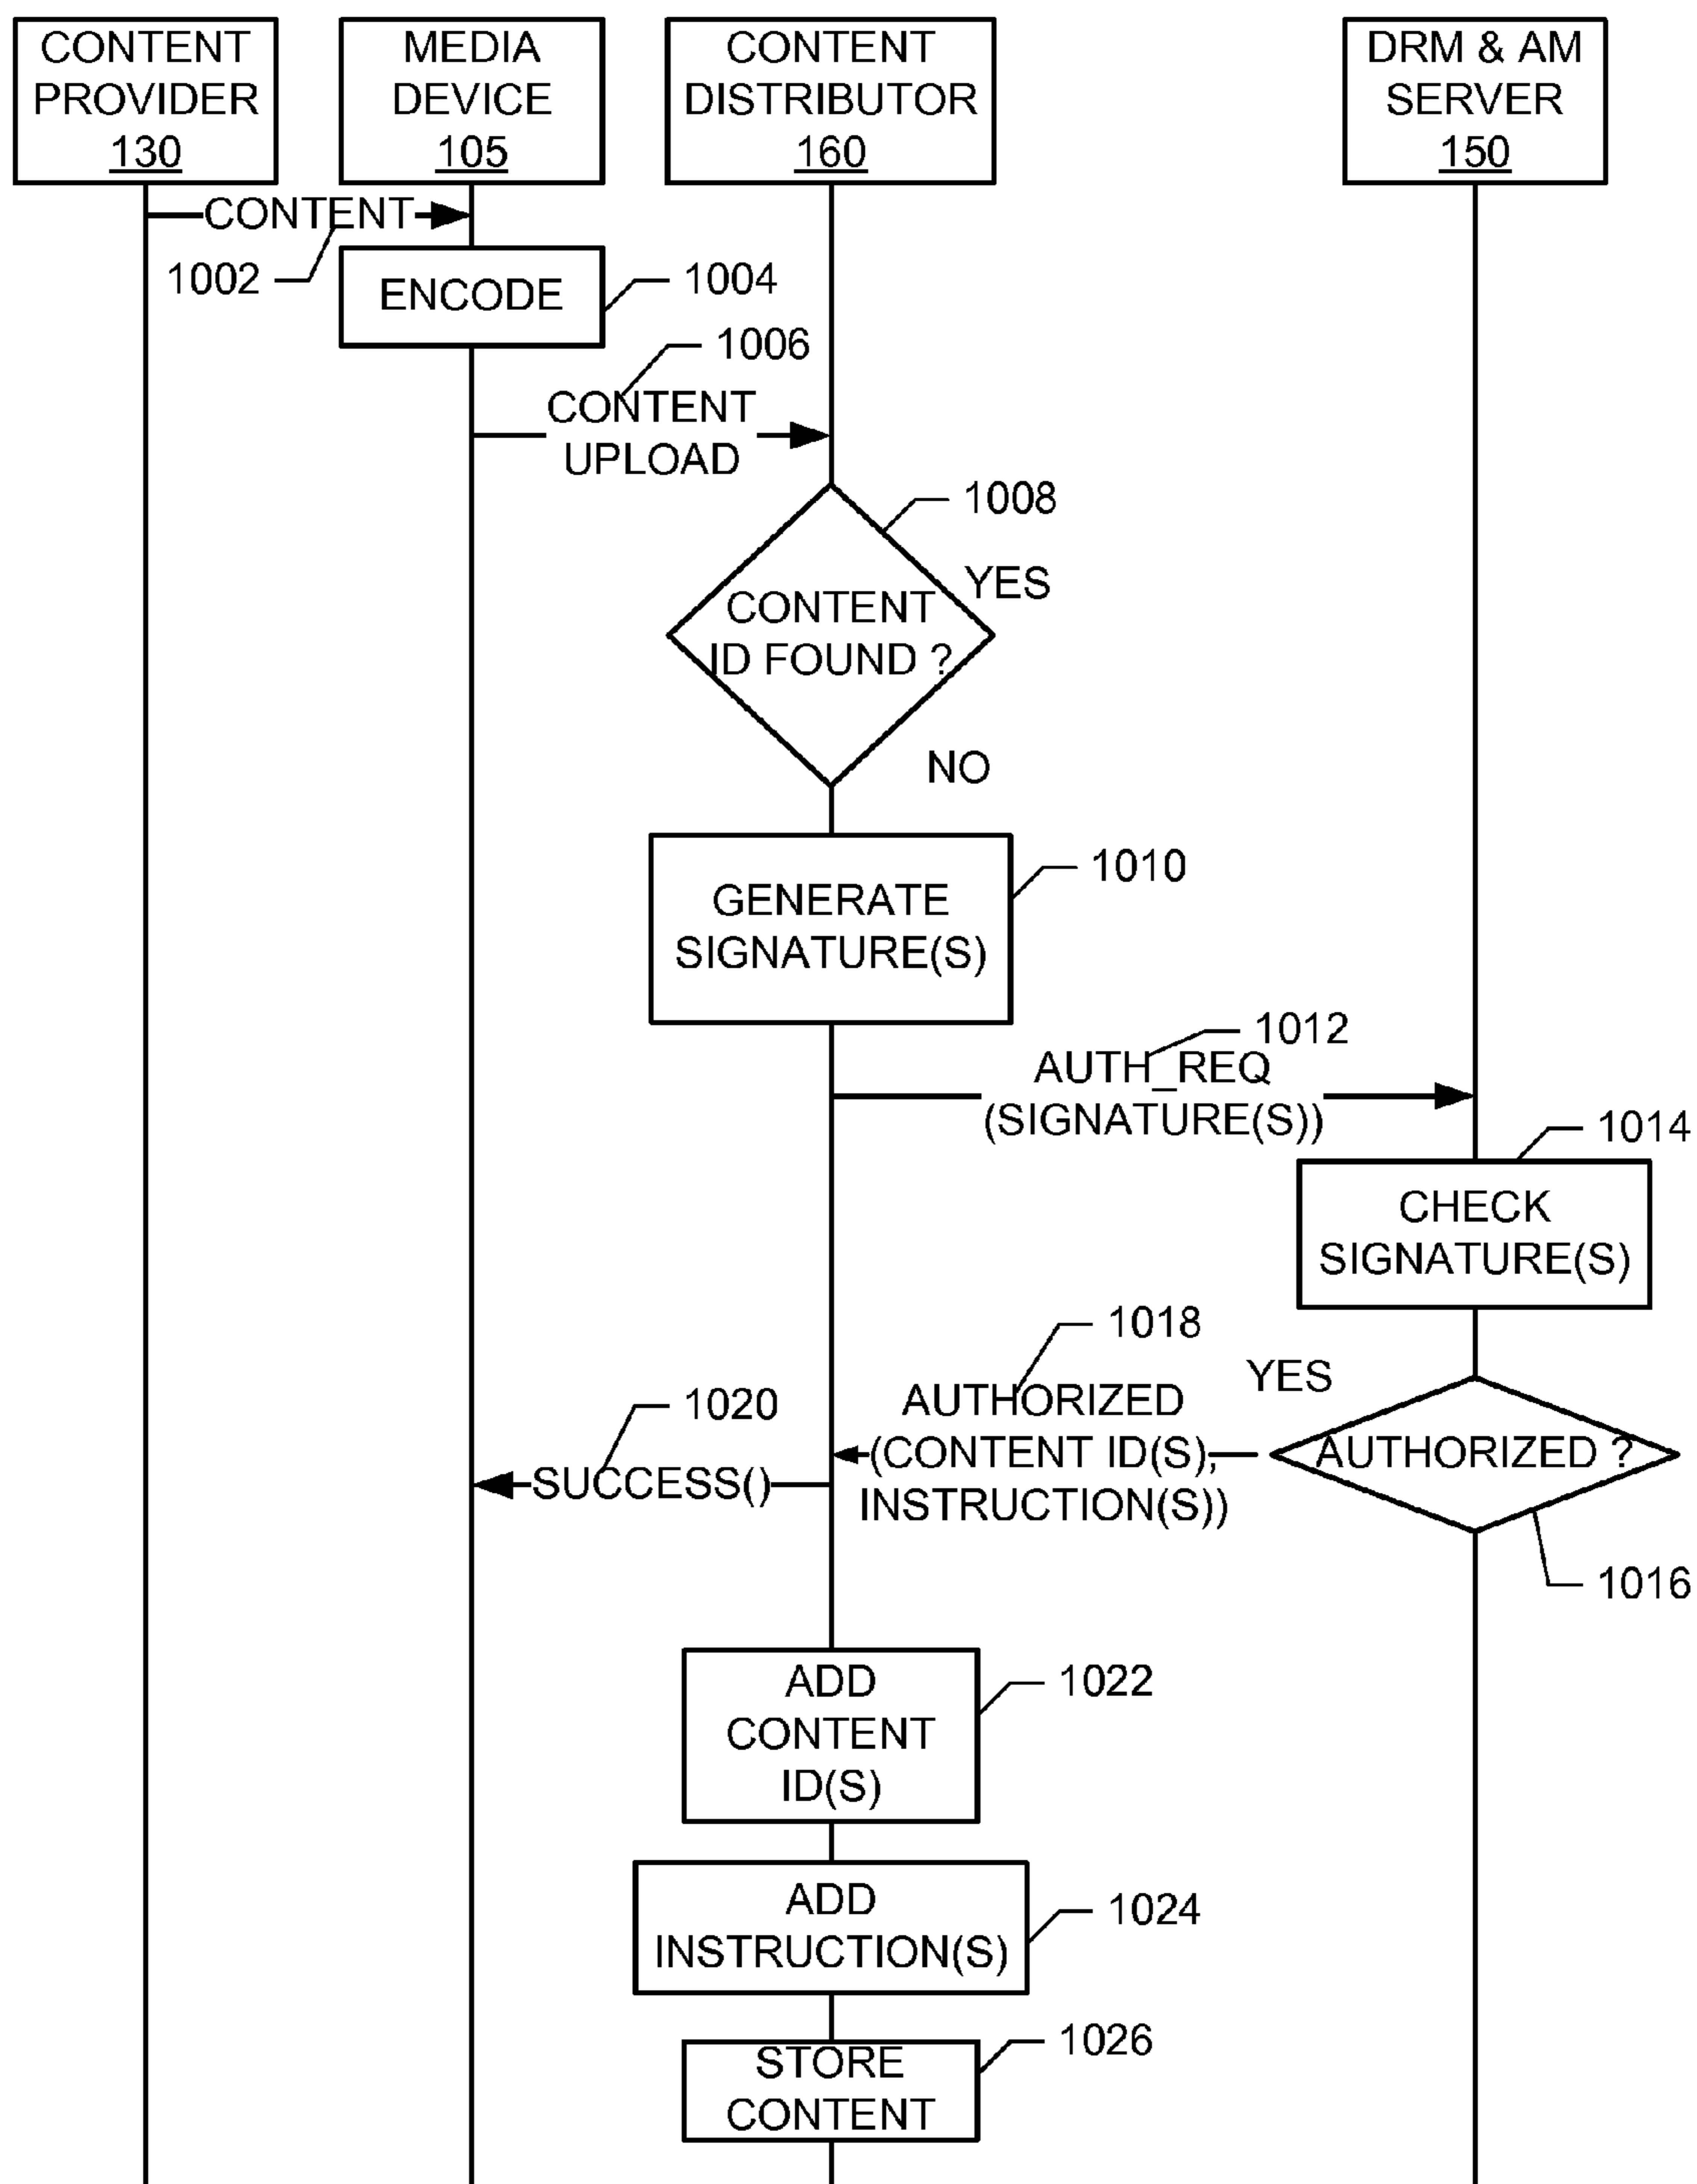 CONTENT
PROVIDER
130
MEDIA
DEVICE
105
CONTENT
DISTRIBUTOR
160
DRM & AM
SERVER
150
CONTENT
1002
ENCODE
1004
1006
CONTENT
UPLOAD
1008
YES
CONTENT
ID FOUND ?
NO
GENERATE
SIGNATURE(S)
1010
1012
AUTH_REQ
(SIGNATURE(S))
1014
CHECK
SIGNATURE(S)
1018
YES
AUTHORIZED
(CONTENT ID(S),
INSTRUCTION(S))
AUTHORIZED ?
1016
1020
SUCCESS()
ADD
CONTENT
ID(S)
1022
ADD
INSTRUCTION(S)
1024
STORE
CONTENT
1026